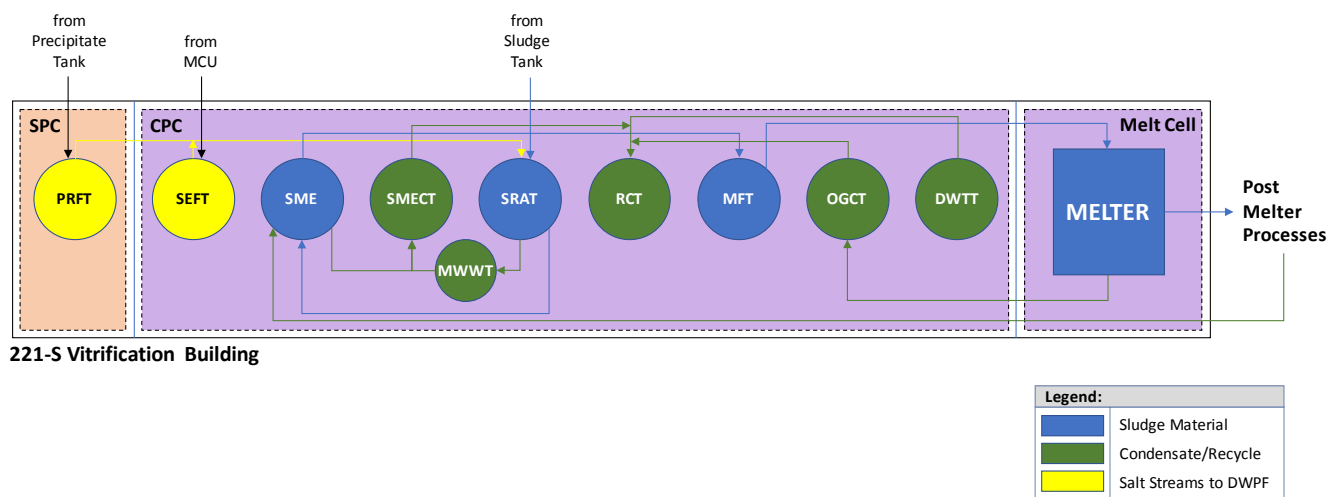 from
Precipitate
Tank
from
MCU
from
Sludge
Tank
SPC
CPC
Melt Cell
PRFT
SEFT
SME
SMECT
SRAT
RCT
MFT
OGCT
DWTT
MWWT
MELTER
Post
Melter
Processes
221-S Vitrification Building
Legend:
Sludge Material
Condensate/Recycle
Salt Streams to DWPF